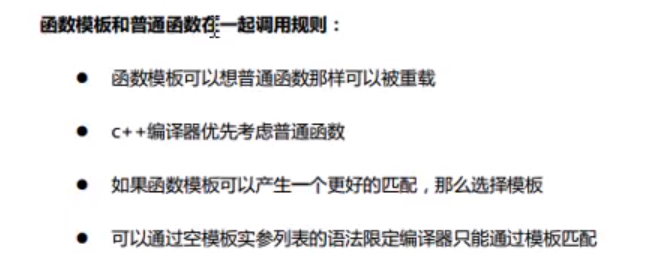 函数模板和普通函数在一起调用规则：
● 函数模板可以想普通函数那样可以被重载
● c++编译器优先考虑普通函数
● 如果函数模板可以产生一个更好的匹配，那么选择模板
● 可以通过空模板实参列表的语法限定编译器只能通过模板匹配